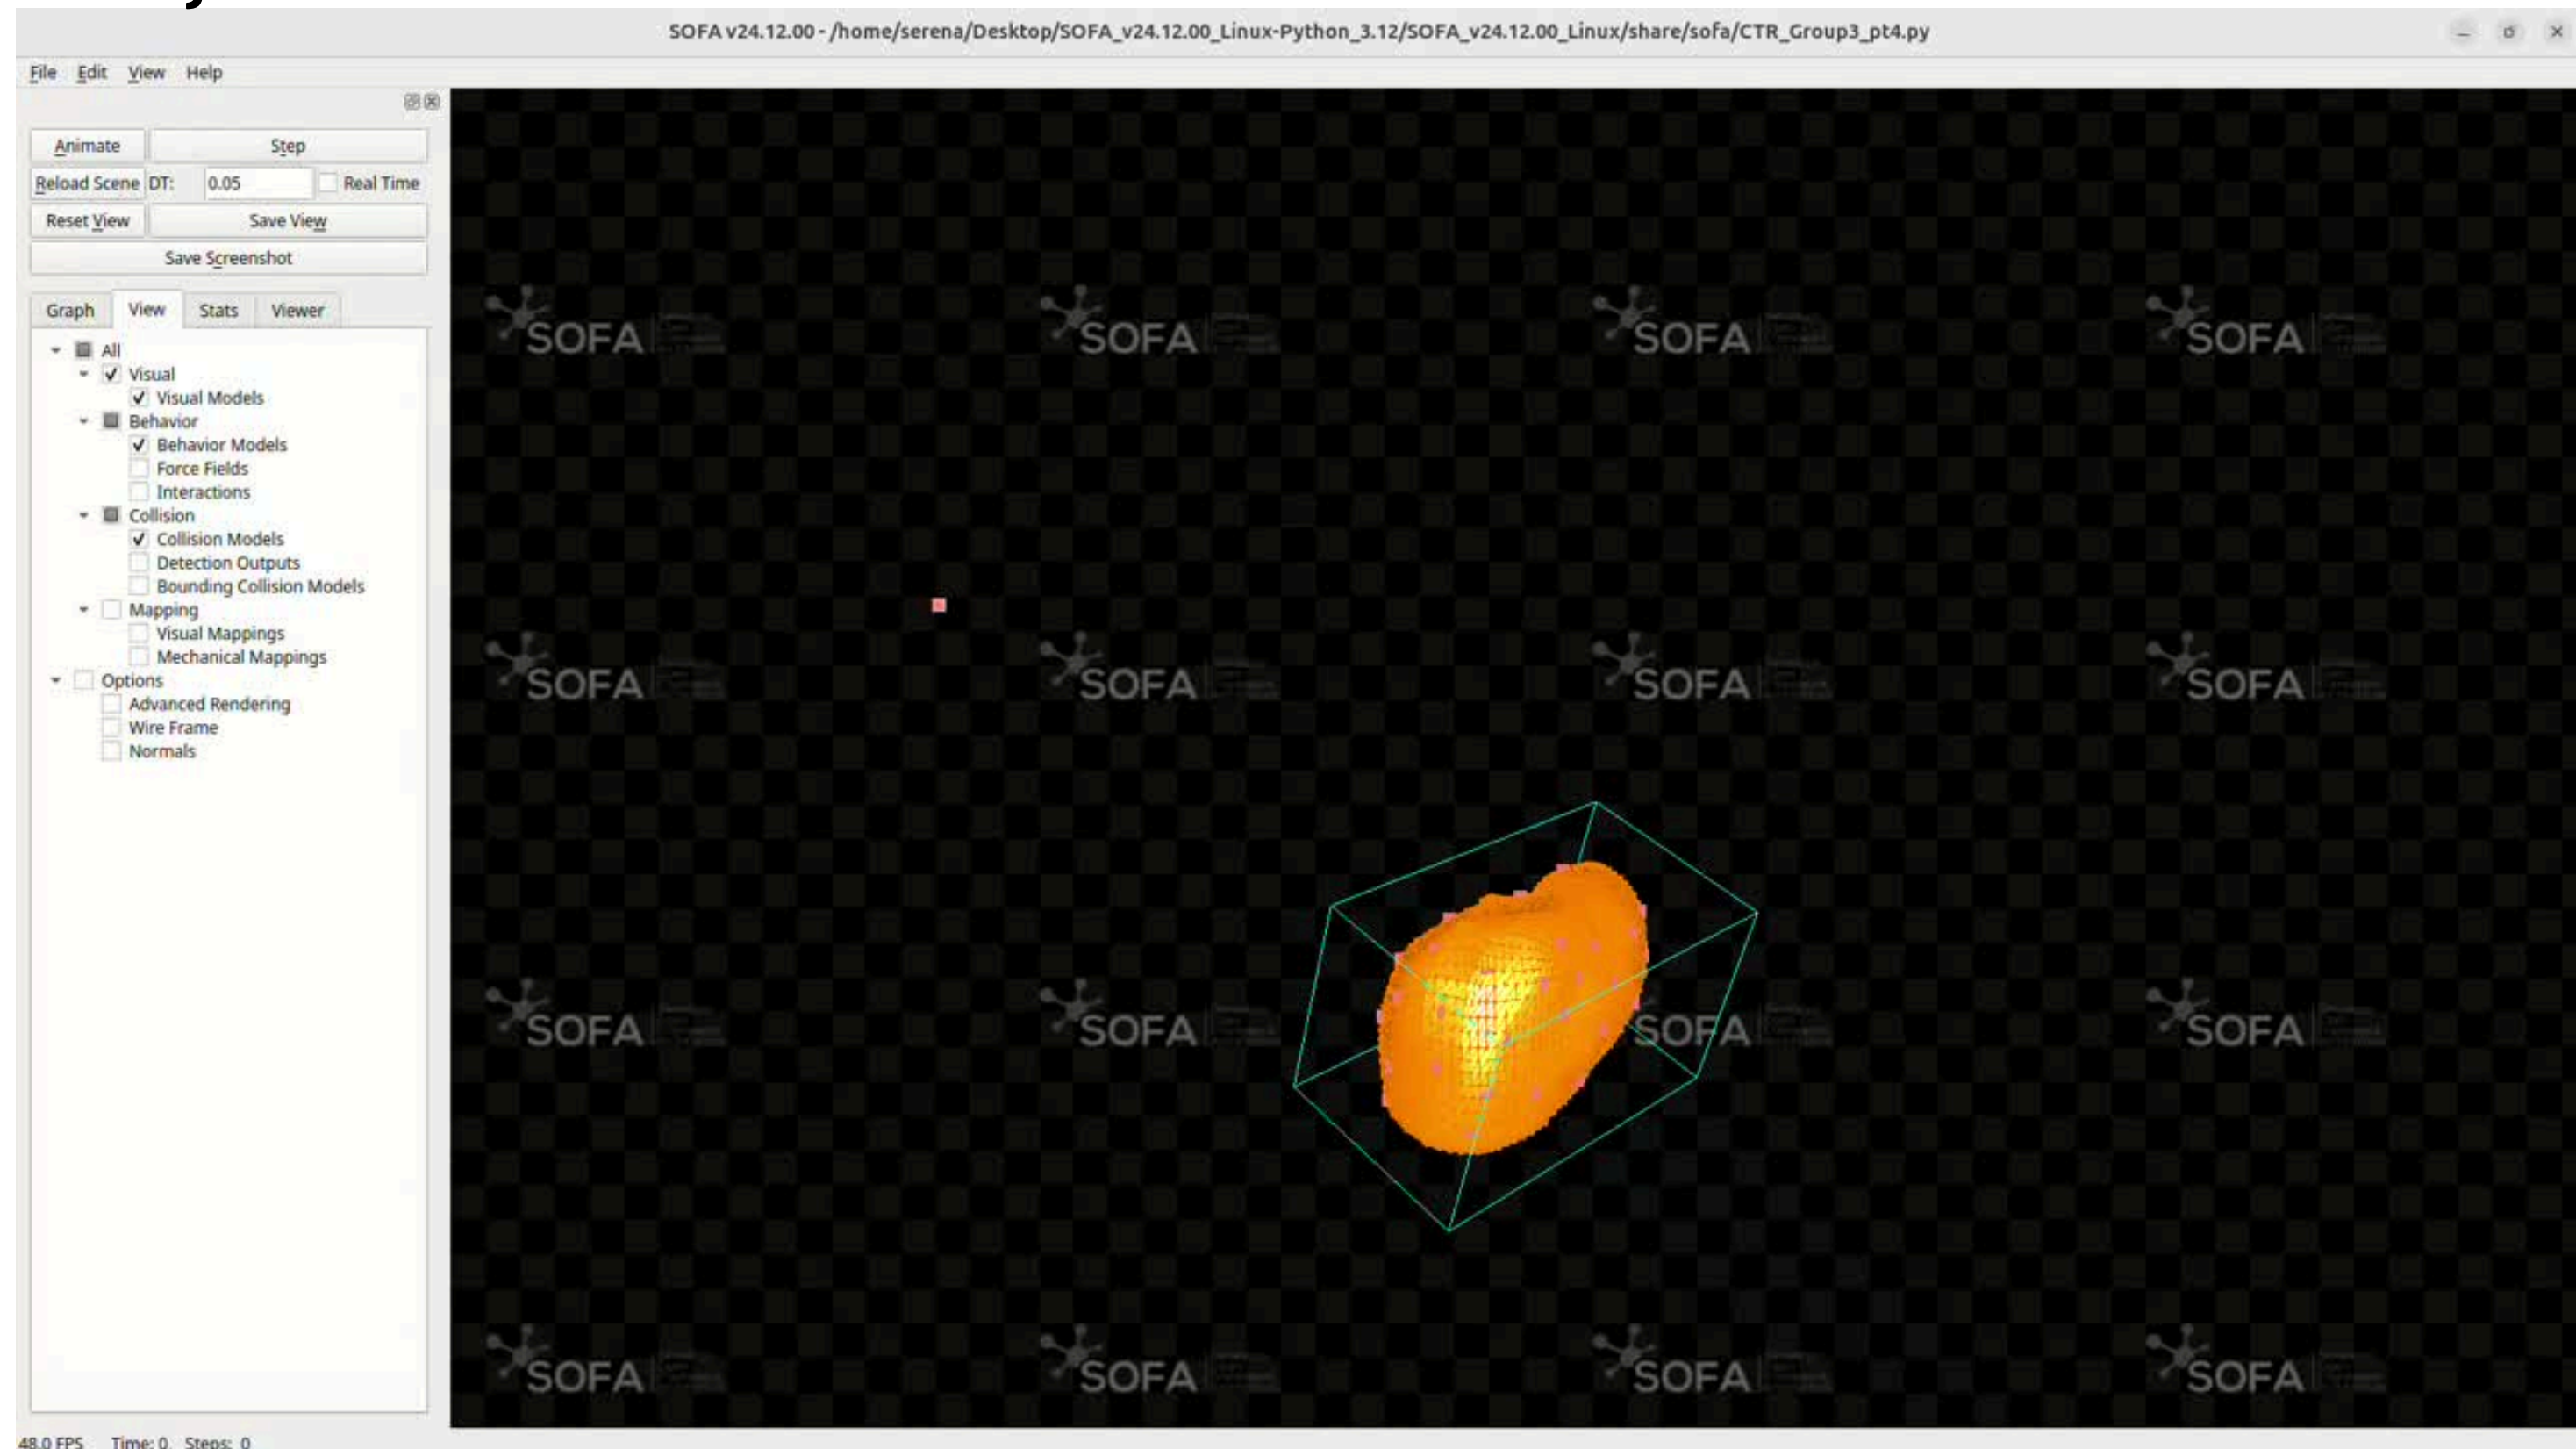 SOFA v24.12.00 - /home/serena/Desktop/SOFA_v24.12.00_Linux-Python_3.12/SOFA_v24.12.00_Linux/share/sofa/CTR_Group3_pt4.py
File Edit View Help
Animate Step
Reload Scene DT: 0.05 Real Time
Reset View Save View
Save Screenshot
Graph View Stats Viewer
All
Visual
Visual Models
Behavior
Behavior Models
Force Fields
Interactions
Collision
Collision Models
Detection Outputs
Bounding Collision Models
Mapping
Visual Mappings
Mechanical Mappings
Options
Advanced Rendering
Wire Frame
Normals
SOFA SOFA SOFA SOFA
SOFA SOFA SOFA SOFA
SOFA SOFA SOFA SOFA
SOFA SOFA SOFA SOFA
48.0 FPS Time: 0 Steps: 0